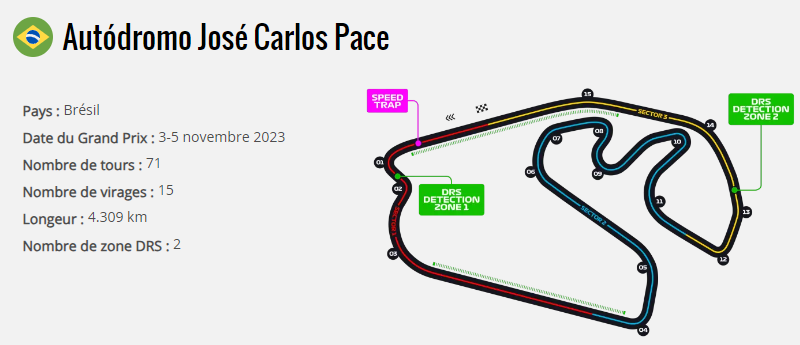 Autódromo José Carlos Pace
Pays : Brésil
Date du Grand Prix : 3-5 novembre 2023
Nombre de tours : 71
Nombre de virages : 15
Longeur : 4.309 km
Nombre de zone DRS : 2
SPEED
TRAP
15
SECTOR 3
DRS
DETECTION
ZONE 2
14
07
08
10
01
09
06
02
DRS
DETECTION
ZONE 1
11
SECTOR 1
SECTOR 2
13
03
12
05
04